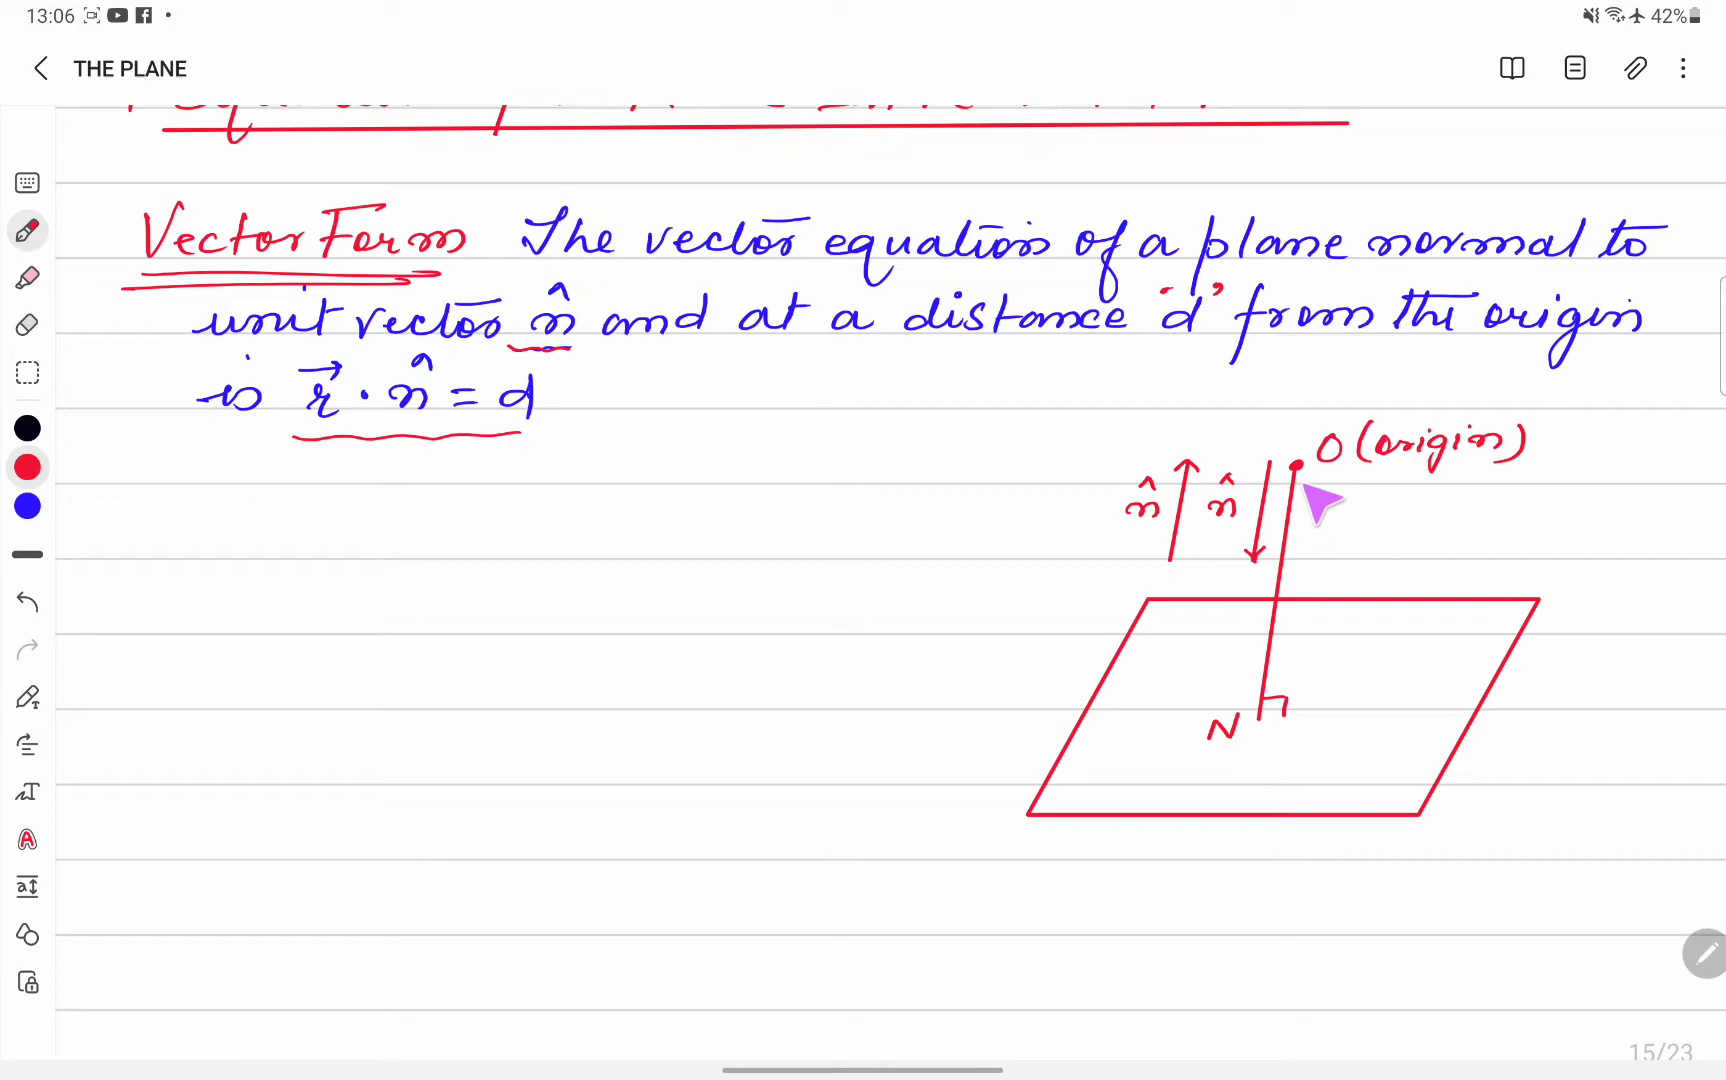 13:06
42%
THE PLANE
Vector Form The vector equation of a plane normal to
unit vector n̂ and at a distance 'd' from the origin
is r⃗ · n̂ = d
O (origin)
n̂ n̂
N
15/23